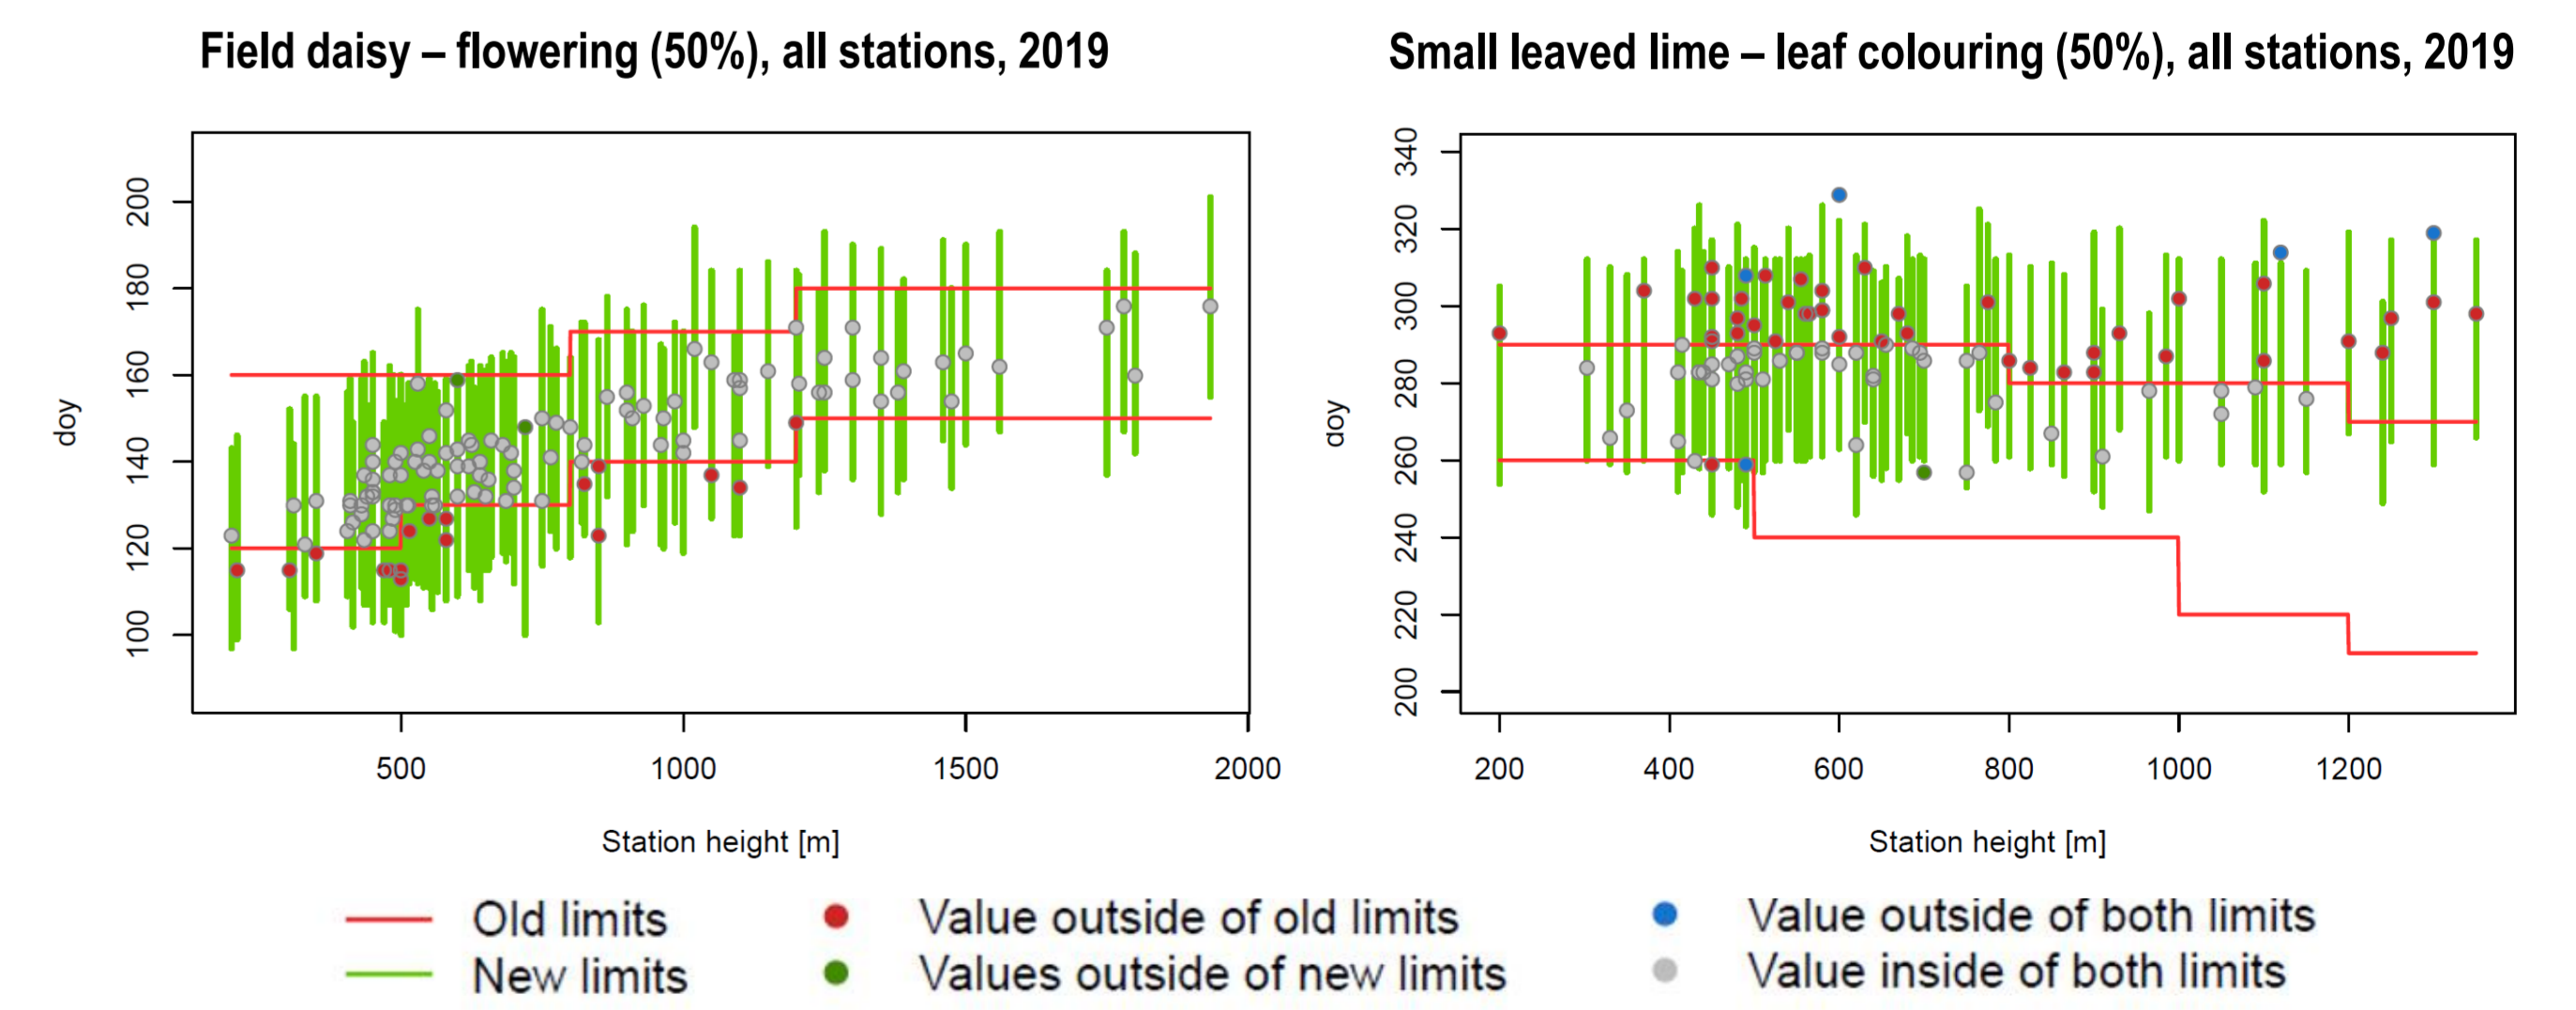 Field daisy – flowering (50%), all stations, 2019
doy
200
180
160
140
120
100
500
1000
1500
2000
Station height [m]
Small leaved lime – leaf colouring (50%), all stations, 2019
doy
340
320
300
280
260
240
220
200
200
400
600
800
1000
1200
Station height [m]
Old limits
New limits
Value outside of old limits
Values outside of new limits
Value outside of both limits
Value inside of both limits